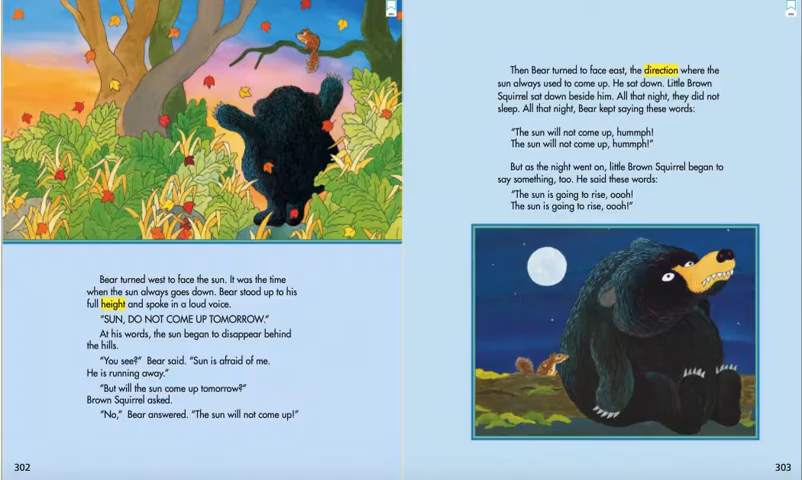 Bear turned west to face the sun. It was the time
when the sun always goes down. Bear stood up to his
full height and spoke in a loud voice.
"SUN, DO NOT COME UP TOMORROW."
At his words, the sun began to disappear behind
the hills.
"You see?" Bear said. "Sun is afraid of me.
He is running away."
"But will the sun come up tomorrow?"
Brown Squirrel asked.
"No," Bear answered. "The sun will not come up!"
302
Then Bear turned to face east, the direction where the
sun always used to come up. He sat down. Little Brown
Squirrel sat down beside him. All that night, they did not
sleep. All that night, Bear kept saying these words:
"The sun will not come up, hummph!
The sun will not come up, hummph!"
But as the night went on, little Brown Squirrel began to
say something, too. He said these words:
"The sun is going to rise, oooh!
The sun is going to rise, oooh!"
303